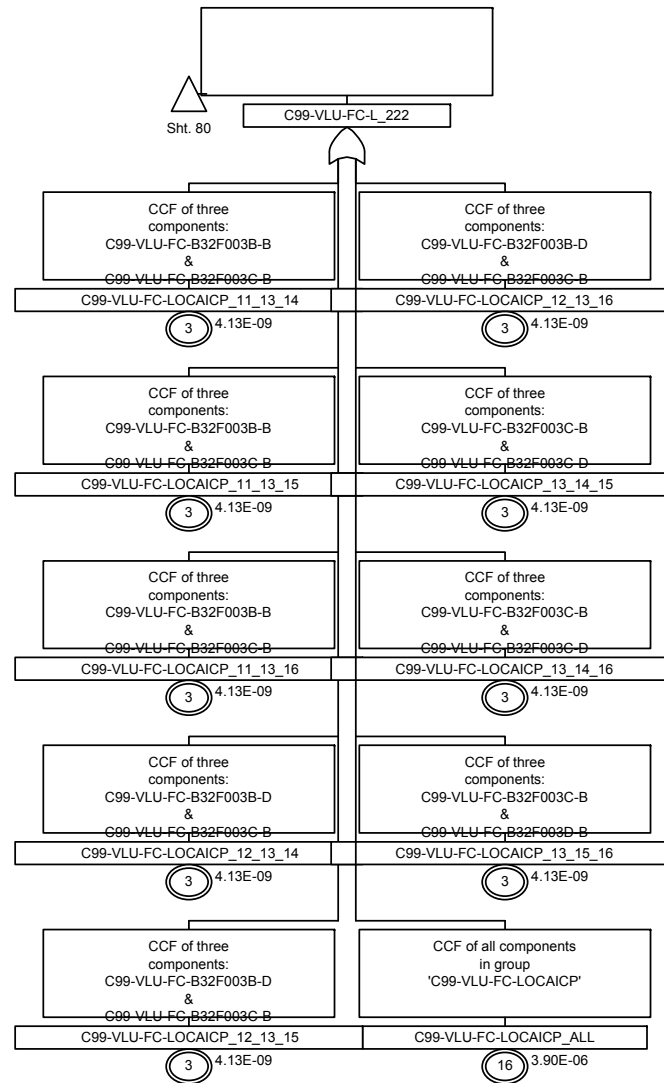 Sht. 80
C99-VLU-FC-L_222
CCF of three
components:
C99-VLU-FC-B32F003B-B
&
C99-VLU-FC-B32F003C-B
C99-VLU-FC-LOCAICP_11_13_14
3
4.13E-09
CCF of three
components:
C99-VLU-FC-B32F003B-D
&
C99-VLU-FC-B32F003C-B
C99-VLU-FC-LOCAICP_12_13_16
3
4.13E-09
CCF of three
components:
C99-VLU-FC-B32F003B-B
&
C99-VLU-FC-B32F003C-B
C99-VLU-FC-LOCAICP_11_13_15
3
4.13E-09
CCF of three
components:
C99-VLU-FC-B32F003C-B
&
C99-VLU-FC-B32F003C-D
C99-VLU-FC-LOCAICP_13_14_15
3
4.13E-09
CCF of three
components:
C99-VLU-FC-B32F003B-B
&
C99-VLU-FC-B32F003C-B
C99-VLU-FC-LOCAICP_11_13_16
3
4.13E-09
CCF of three
components:
C99-VLU-FC-B32F003C-B
&
C99-VLU-FC-B32F003C-D
C99-VLU-FC-LOCAICP_13_14_16
3
4.13E-09
CCF of three
components:
C99-VLU-FC-B32F003B-D
&
C99-VLU-FC-B32F003C-B
C99-VLU-FC-LOCAICP_12_13_14
3
4.13E-09
CCF of three
components:
C99-VLU-FC-B32F003C-B
&
C99-VLU-FC-B32F003D-B
C99-VLU-FC-LOCAICP_13_15_16
3
4.13E-09
CCF of three
components:
C99-VLU-FC-B32F003B-D
&
C99-VLU-FC-B32F003C-B
C99-VLU-FC-LOCAICP_12_13_15
3
4.13E-09
CCF of all components
in group
'C99-VLU-FC-LOCAICP'
C99-VLU-FC-LOCAICP_ALL
16
3.90E-06